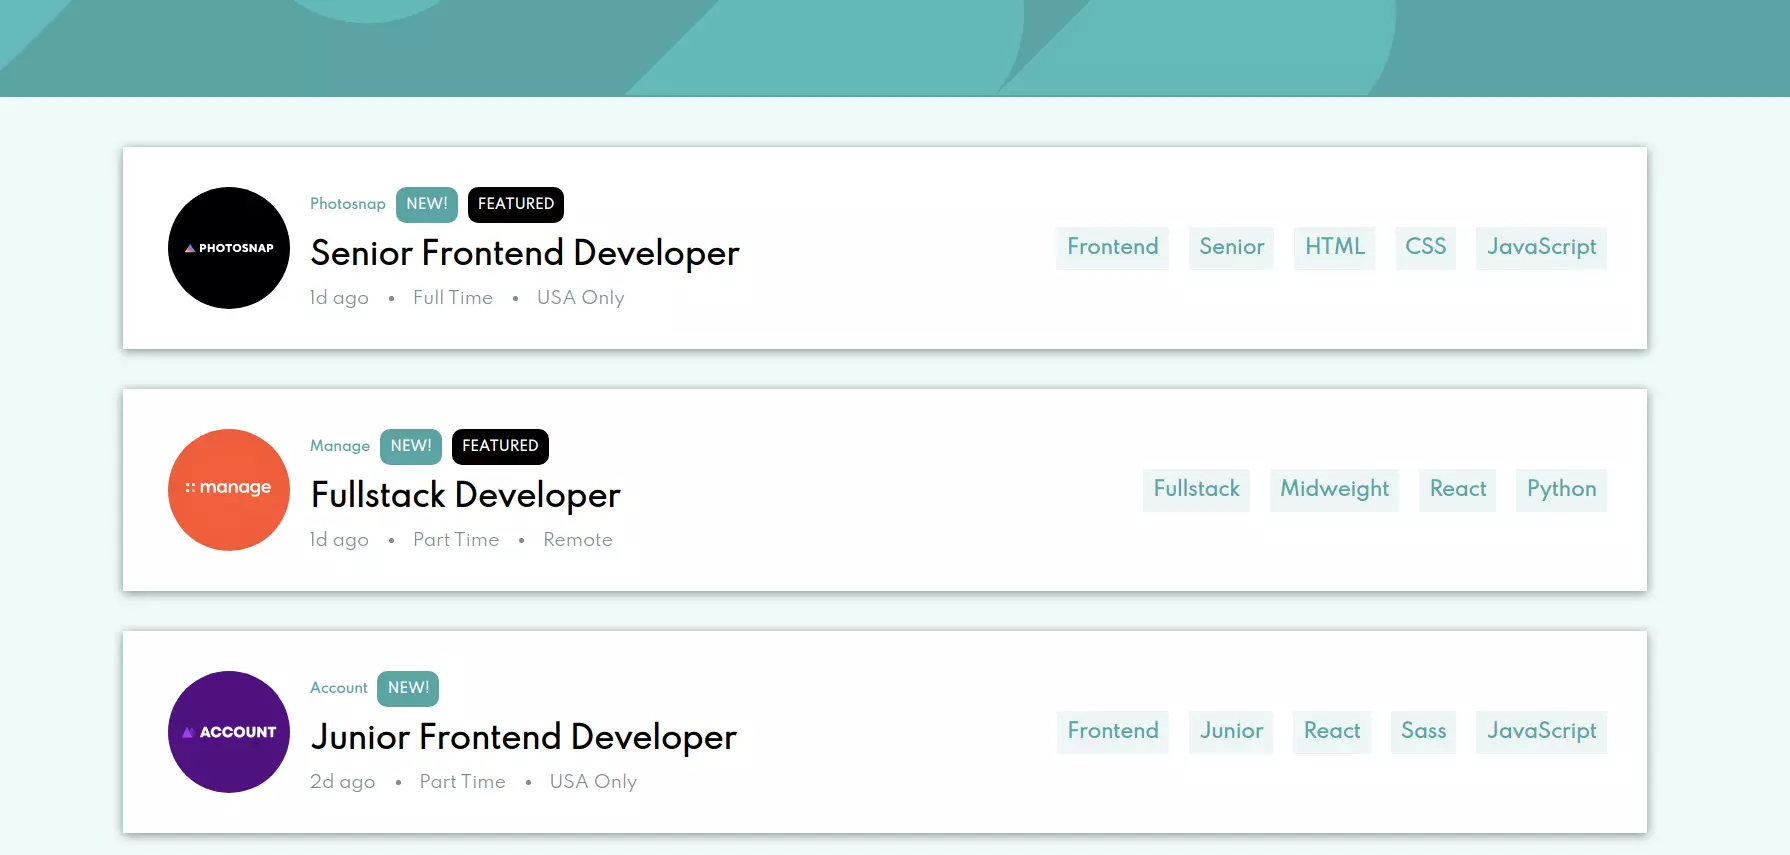 PHOTOSNAP
Photosnap NEW! FEATURED
Senior Frontend Developer
1d ago • Full Time • USA Only
Frontend Senior HTML CSS JavaScript
:: manage
Manage NEW! FEATURED
Fullstack Developer
1d ago • Part Time • Remote
Fullstack Midweight React Python
ACCOUNT
Account NEW!
Junior Frontend Developer
2d ago • Part Time • USA Only
Frontend Junior React Sass JavaScript